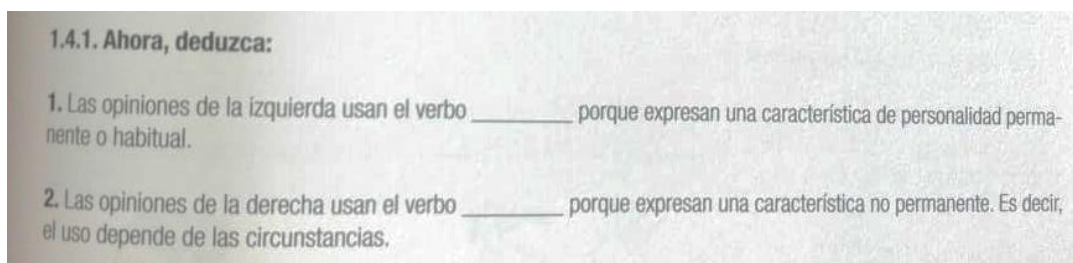 1.4.1. Ahora, deduzca:
1. Las opiniones de la izquierda usan el verbo __________ porque expresan una característica de personalidad perma-
nente o habitual.
2. Las opiniones de la derecha usan el verbo __________ porque expresan una característica no permanente. Es decir,
el uso depende de las circunstancias.